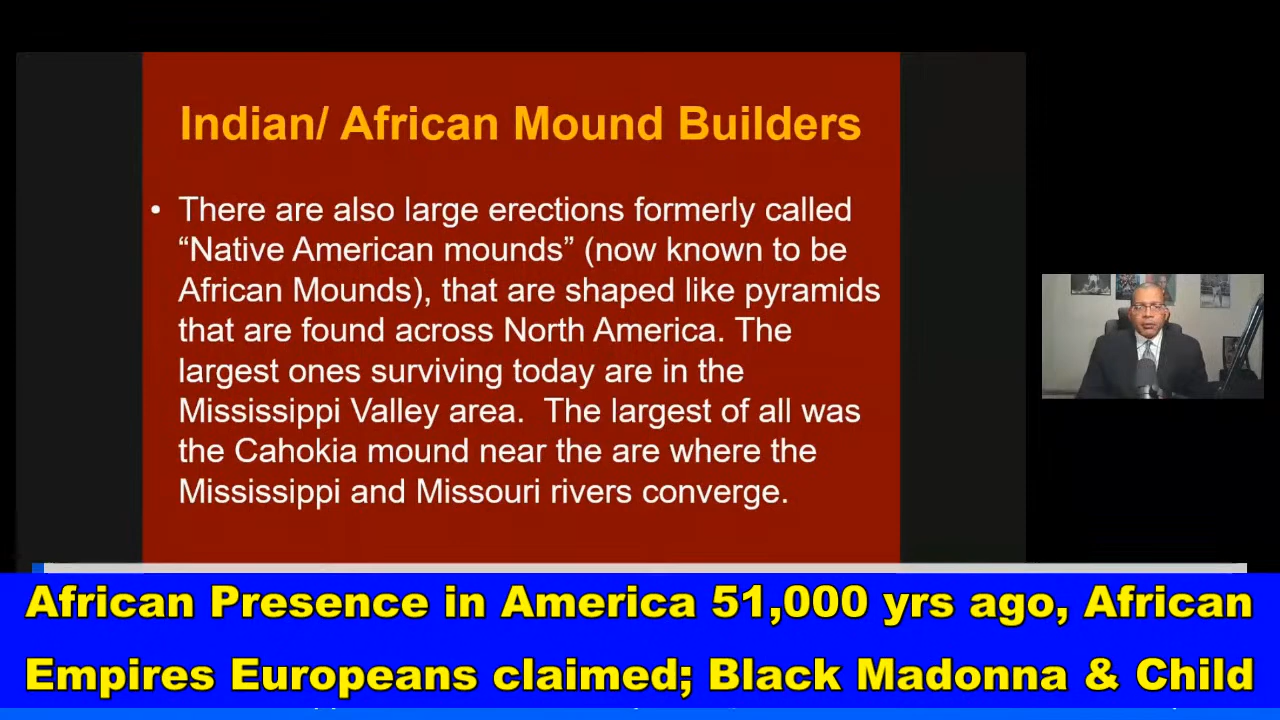 Indian/ African Mound Builders
• There are also large erections formerly called
“Native American mounds” (now known to be
African Mounds), that are shaped like pyramids
that are found across North America. The
largest ones surviving today are in the
Mississippi Valley area.  The largest of all was
the Cahokia mound near the are where the
Mississippi and Missouri rivers converge.
African Presence in America 51,000 yrs ago, African
Empires Europeans claimed; Black Madonna & Child